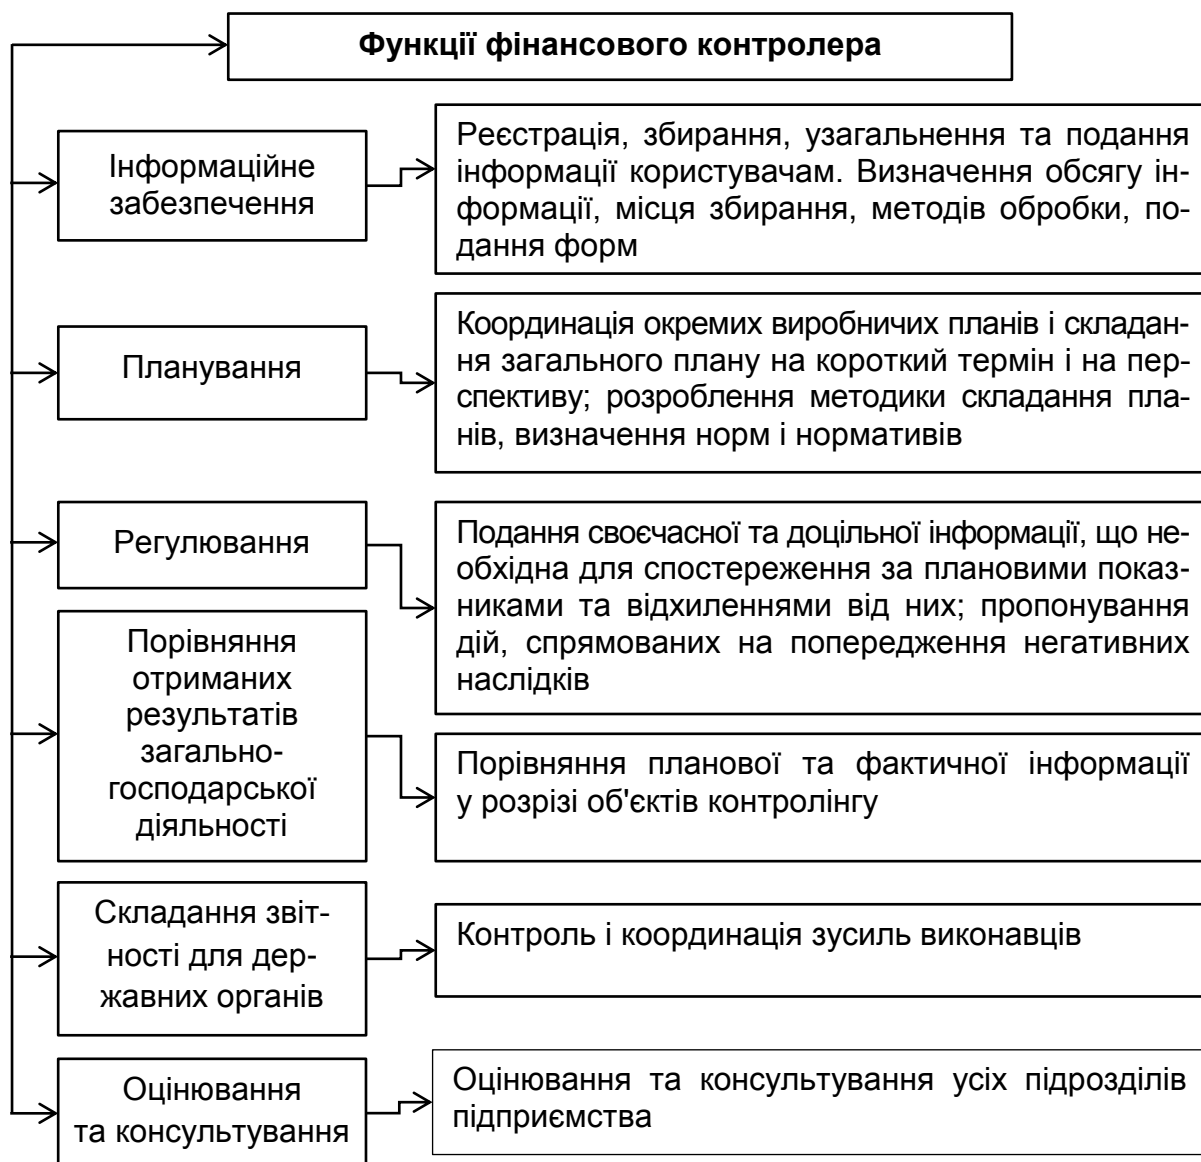 Функції фінансового контролера
Інформаційне
забезпечення
Реєстрація, збирання, узагальнення та подання
інформації користувачам. Визначення обсягу ін-
формації, місця збирання, методів обробки, по-
дання форм
Планування
Координація окремих виробничих планів і складан-
ня загального плану на короткий термін і на пер-
спективу; розроблення методики складання пла-
нів, визначення норм і нормативів
Регулювання
Подання своєчасної та доцільної інформації, що не-
обхідна для спостереження за плановими показ-
никами та відхиленнями від них; пропонування
дій, спрямованих на попередження негативних
наслідків
Порівняння
отриманих
результатів
загально-
господарської
діяльності
Порівняння планової та фактичної інформації
у розрізі об'єктів контролінгу
Складання звіт-
ності для дер-
жавних органів
Контроль і координація зусиль виконавців
Оцінювання
та консультування
Оцінювання та консультування усіх підрозділів
підприємства